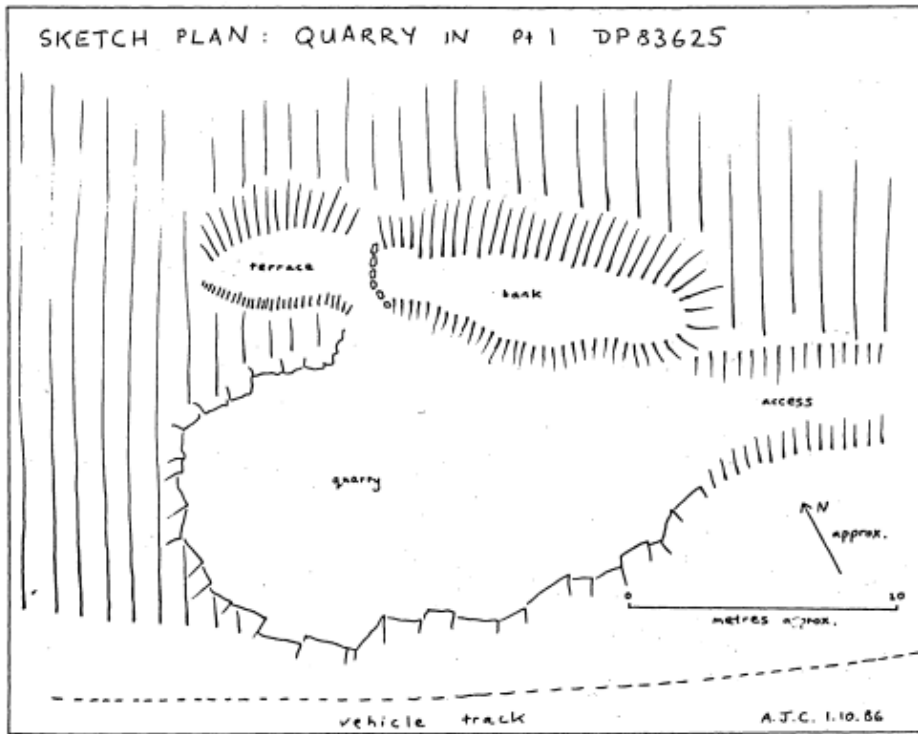 SKETCH PLAN: QUARRY IN Pt 1 DP83625
terrace
bank
access
quarry
N
approx.
0 10
metres approx.
vehicle track
A.J.C. 1.10.86